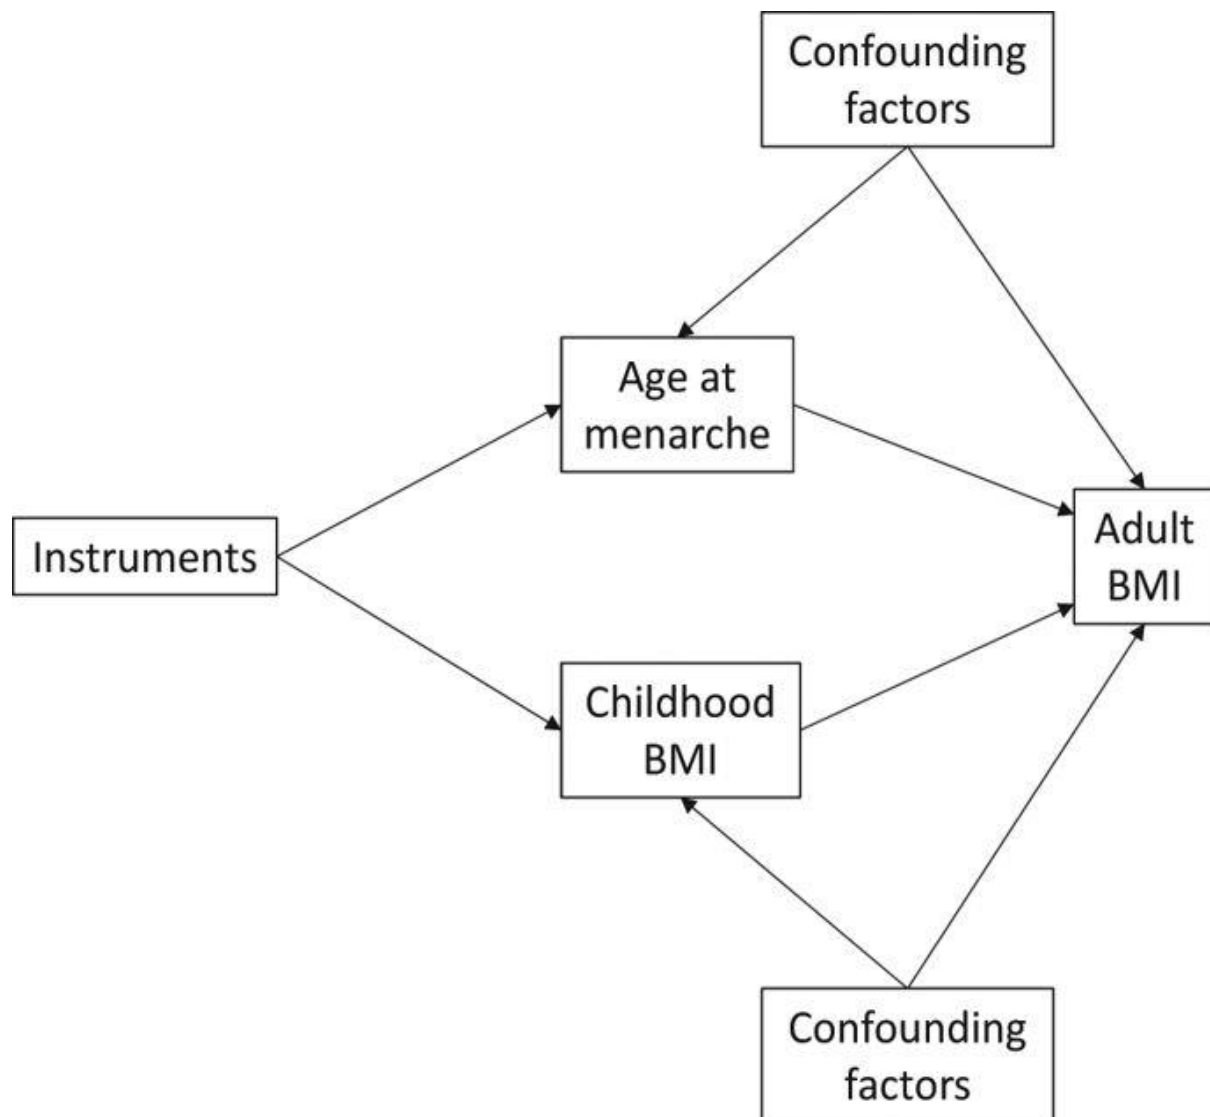 Confounding
factors
Age at
menarche
Instruments
Adult
BMI
Childhood
BMI
Confounding
factors